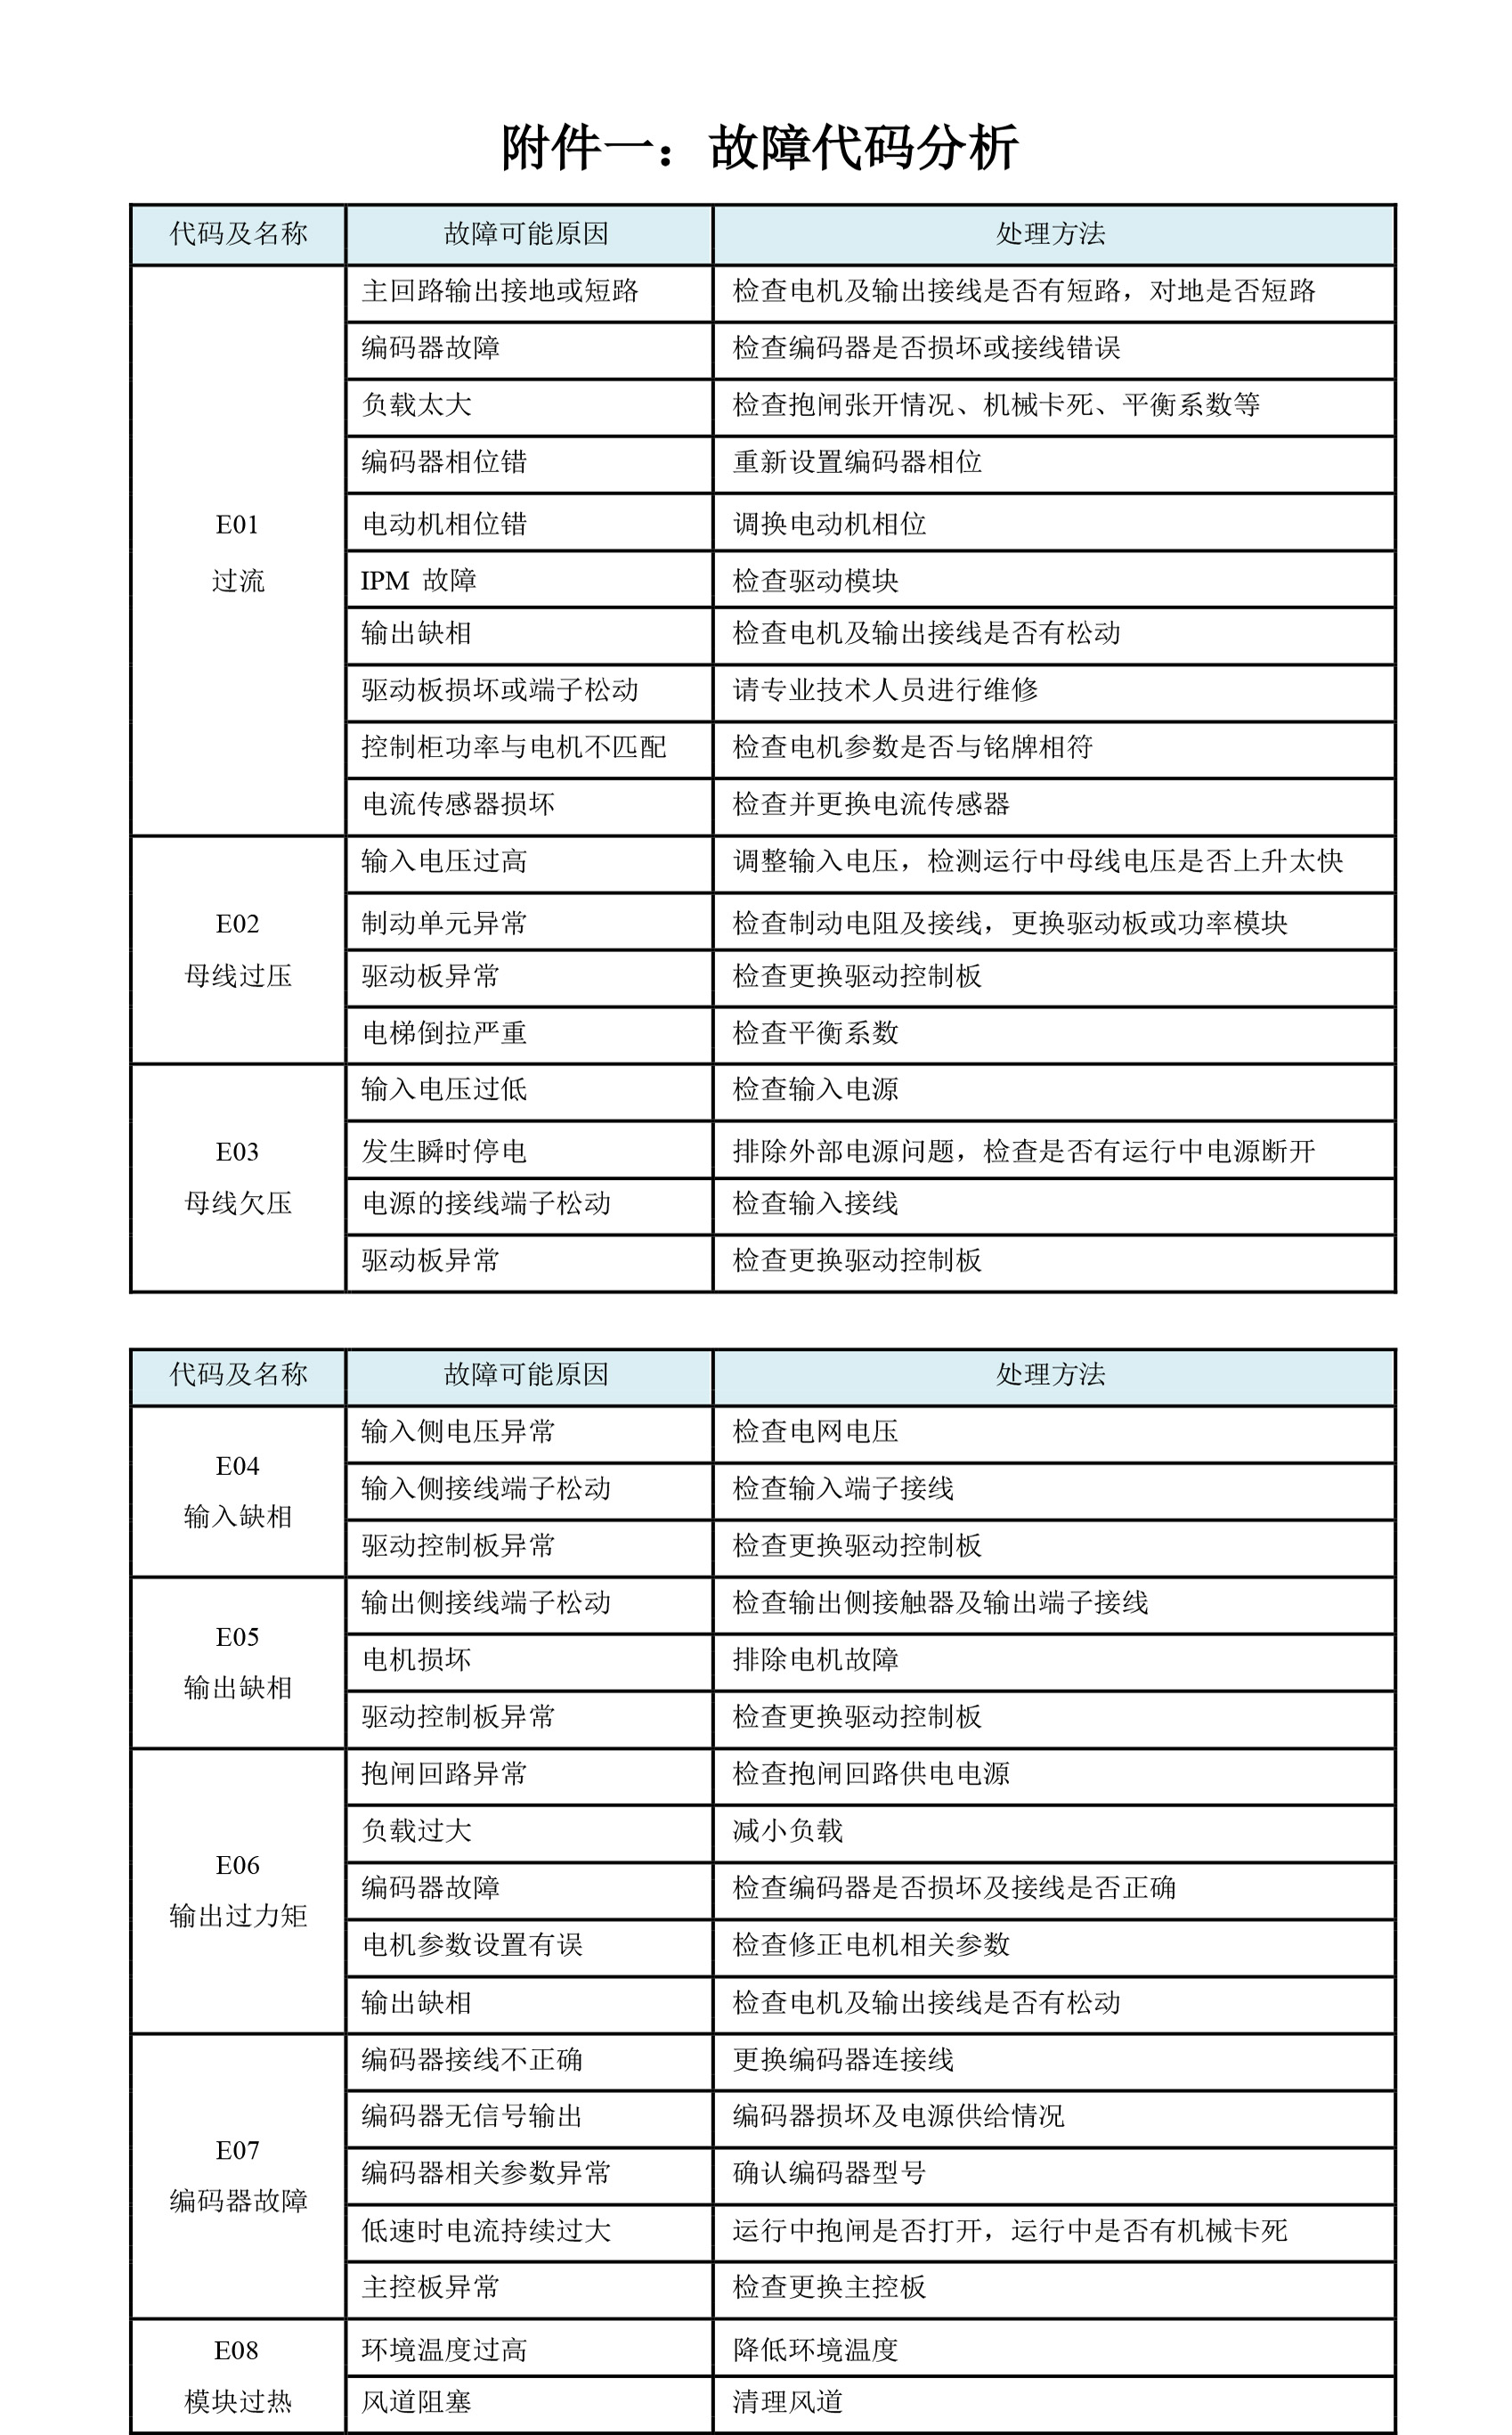 附件一：故障代码分析
代码及名称 故障可能原因 处理方法
E01
过流
主回路输出接地或短路 检查电机及输出接线是否有短路，对地是否短路
编码器故障 检查编码器是否损坏或接线错误
负载太大 检查抱闸张开情况、机械卡死、平衡系数等
编码器相位错 重新设置编码器相位
电动机相位错 调换电动机相位
IPM 故障 检查驱动模块
输出缺相 检查电机及输出接线是否有松动
驱动板损坏或端子松动 请专业技术人员进行维修
控制柜功率与电机不匹配 检查电机参数是否与铭牌相符
电流传感器损坏 检查并更换电流传感器
E02
母线过压
输入电压过高 调整输入电压，检测运行中母线电压是否上升太快
制动单元异常 检查制动电阻及接线，更换驱动板或功率模块
驱动板异常 检查更换驱动控制板
电梯倒拉严重 检查平衡系数
E03
母线欠压
输入电压过低 检查输入电源
发生瞬时停电 排除外部电源问题，检查是否有运行中电源断开
电源的接线端子松动 检查输入接线
驱动板异常 检查更换驱动控制板
代码及名称 故障可能原因 处理方法
E04
输入缺相
输入侧电压异常 检查电网电压
输入侧接线端子松动 检查输入端子接线
驱动控制板异常 检查更换驱动控制板
E05
输出缺相
输出侧接线端子松动 检查输出侧接触器及输出端子接线
电机损坏 排除电机故障
驱动控制板异常 检查更换驱动控制板
E06
输出过力矩
抱闸回路异常 检查抱闸回路供电电源
负载过大 减小负载
编码器故障 检查编码器是否损坏及接线是否正确
电机参数设置有误 检查修正电机相关参数
输出缺相 检查电机及输出接线是否有松动
E07
编码器故障
编码器接线不正确 更换编码器连接线
编码器无信号输出 编码器损坏及电源供给情况
编码器相关参数异常 确认编码器型号
低速时电流持续过大 运行中抱闸是否打开，运行中是否有机械卡死
主控板异常 检查更换主控板
E08
模块过热
环境温度过高 降低环境温度
风道阻塞 清理风道